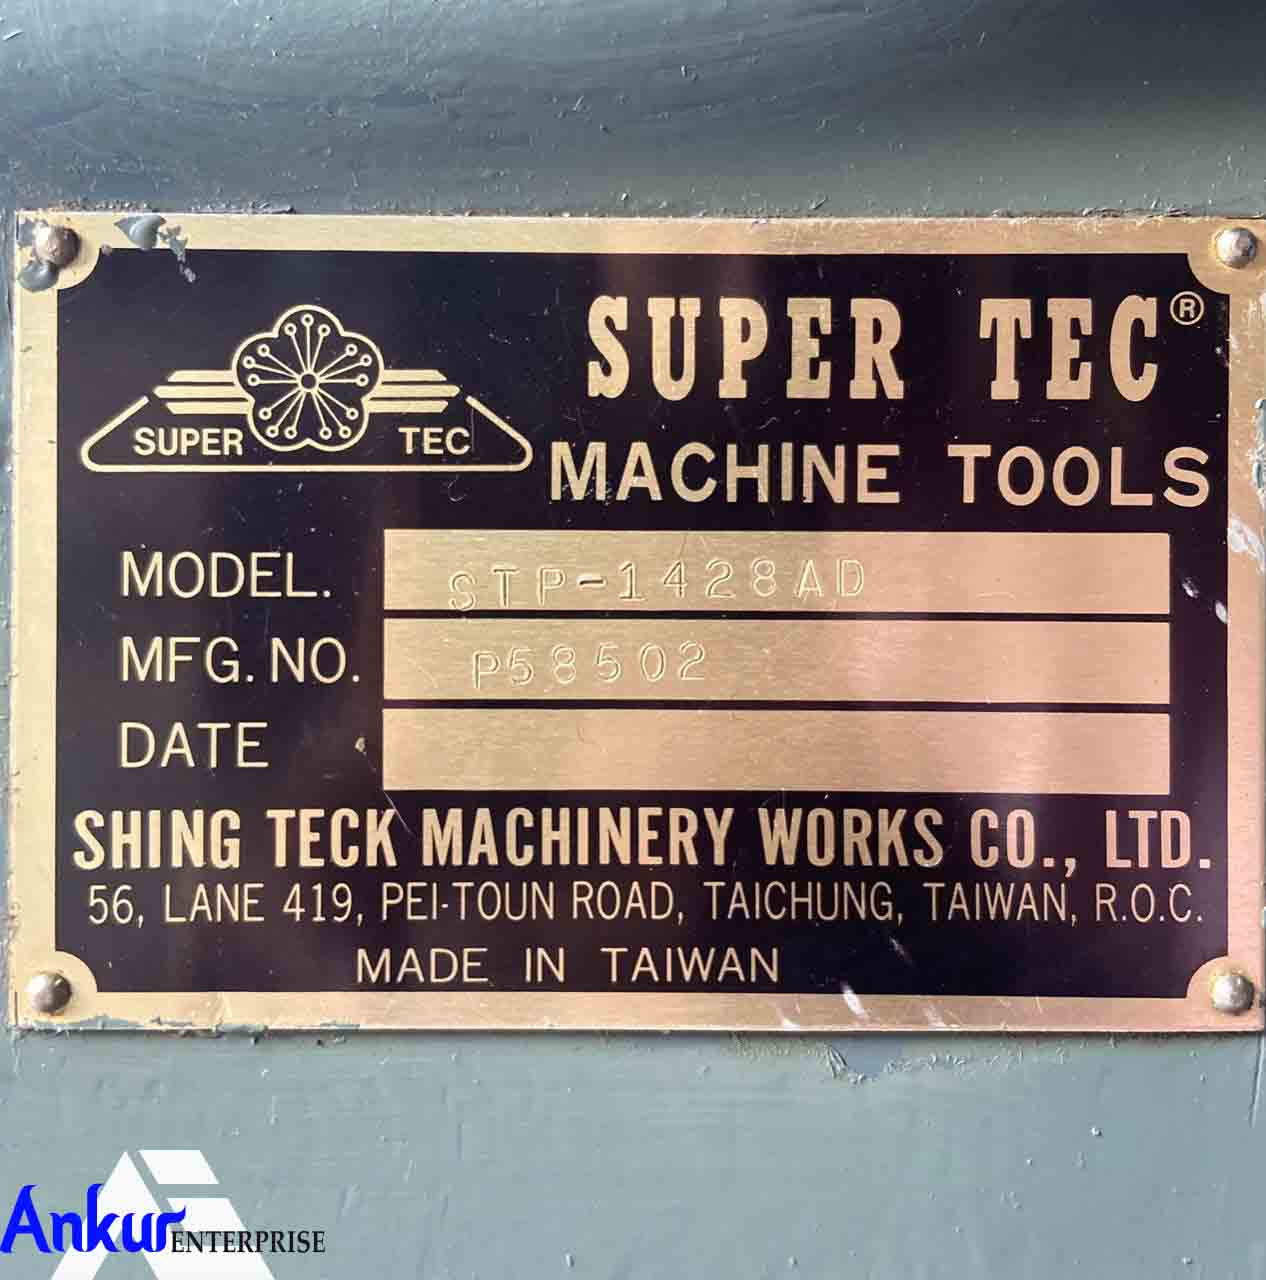 SUPER TEC
SUPER TEC®
MACHINE TOOLS
MODEL. STP-1428AD
MFG. NO. P58502
DATE
SHING TECK MACHINERY WORKS CO., LTD.
56, LANE 419, PEI-TOUN ROAD, TAICHUNG, TAIWAN, R.O.C.
MADE IN TAIWAN
Ankur ENTERPRISE